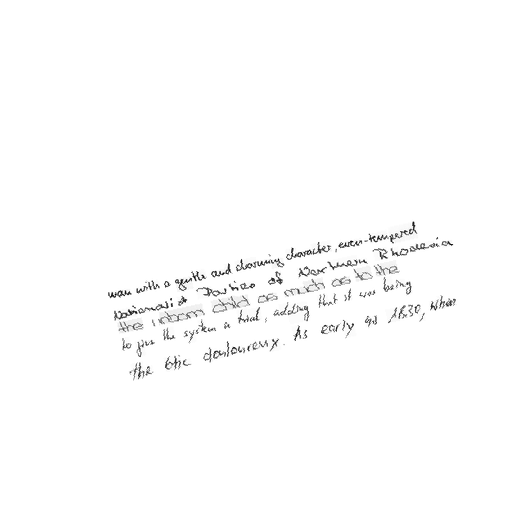 man with a gentle and charming character, even-tempered
Nationalist Parties of Northern Rhodesia
the inborn child as much as to the
to give the system a trial, adding that it was being
the tic douloureux. As early as 1830, when